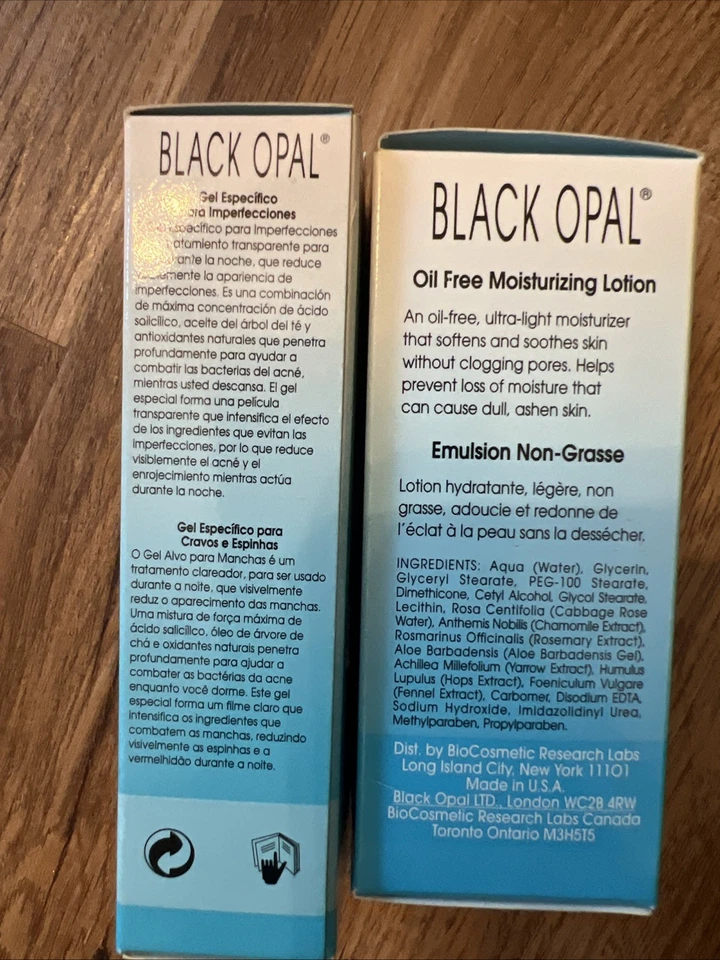 BLACK OPAL®
Gel Específico
para Imperfecciones
específico para Imperfecciones
tratamiento transparente para
durante la noche, que reduce
visiblemente la apariencia de
imperfecciones. Es una combinación
de máxima concentración de ácido
salicílico, aceite del árbol del té y
antioxidantes naturales que penetra
profundamente para ayudar a
combatir las bacterias del acné,
mientras usted descansa. El gel
especial forma una película
transparente que intensifica el efecto
de los ingredientes que evitan las
imperfecciones, por lo que reduce
visiblemente el acné y el
enrojecimiento mientras actúa
durante la noche.
Gel Específico para
Cravos e Espinhas
O Gel Alvo para Manchas é um
tratamento clareador, para ser usado
durante a noite, que visivelmente
reduz o aparecimento das manchas.
Uma mistura de força máxima de
ácido salicílico, óleo de árvore de
chá e oxidantes naturais penetra
profundamente para ajudar a
combater as bactérias da acne
enquanto você dorme. Este gel
especial forma um filme claro que
intensifica os ingredientes que
combatem as manchas, reduzindo
visivelmente as espinhas e a
vermelhidão durante a noite.
BLACK OPAL®
Oil Free Moisturizing Lotion
An oil-free, ultra-light moisturizer
that softens and soothes skin
without clogging pores. Helps
prevent loss of moisture that
can cause dull, ashen skin.
Emulsion Non-Grasse
Lotion hydratante, légère, non
grasse, adoucie et redonne de
l'éclat à la peau sans la dessécher.
INGREDIENTS: Aqua (Water), Glycerin,
Glyceryl Stearate, PEG-100 Stearate,
Dimethicone, Cetyl Alcohol, Glycol Stearate,
Lecithin, Rosa Centifolia (Cabbage Rose
Water), Anthemis Nobilis (Chamomile Extract),
Rosmarinus Officinalis (Rosemary Extract),
Aloe Barbadensis (Aloe Barbadensis Gel),
Achillea Millefolium (Yarrow Extract), Humulus
Lupulus (Hops Extract), Foeniculum Vulgare
(Fennel Extract), Carbomer, Disodium EDTA,
Sodium Hydroxide, Imidazolidinyl Urea,
Methylparaben, Propylparaben.
Dist. by BioCosmetic Research Labs
Long Island City, New York 11101
Made in U.S.A.
Black Opal LTD., London WC2B 4RW
BioCosmetic Research Labs Canada
Toronto Ontario M3H5T5